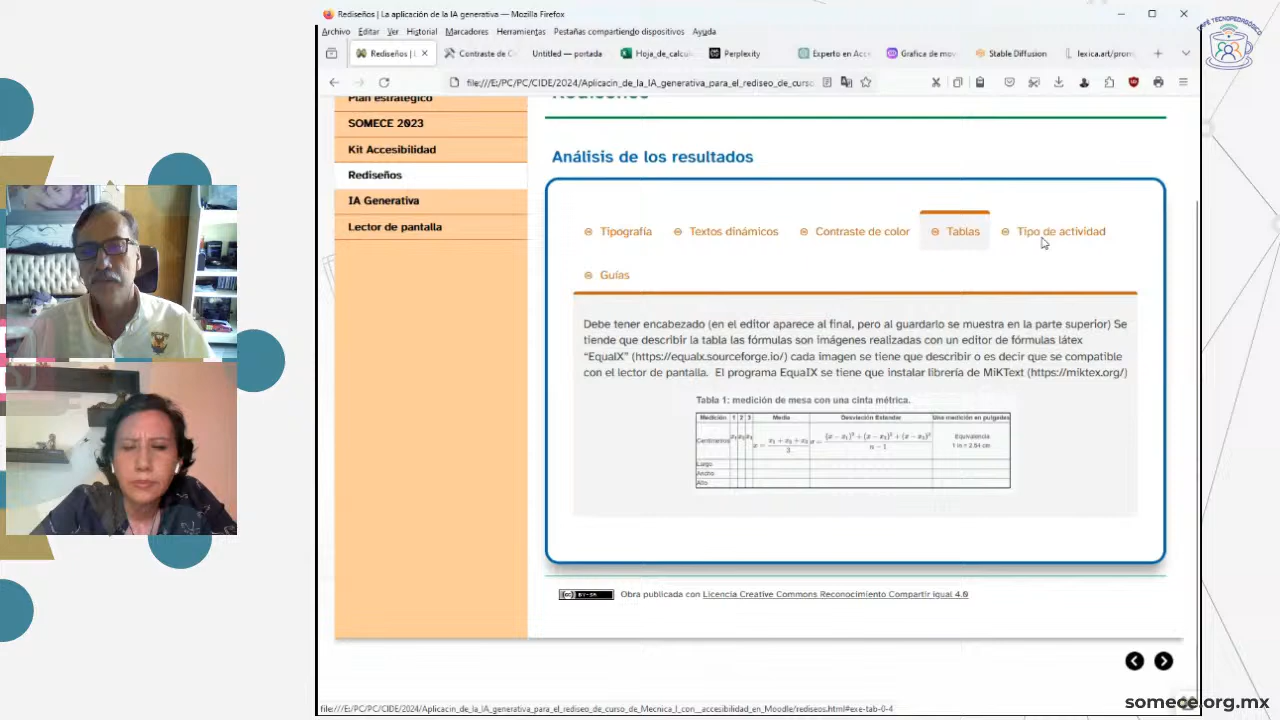 Rediseños | La aplicación de la IA generativa — Mozilla Firefox
Archivo Editar Ver Historial Marcadores Herramientas Pestañas compartiendo dispositivos Ayuda
Rediseños | L
Contraste de C
Untitled — portada
Hoja_de_calcu
Perplexity
Experto en Acc
Grafica de mov
Stable Diffusion
lexica.art/prom
file:///E:/PC/PC/CIDE/2024/Aplicacin_de_la_IA_generativa_para_el_rediseo_de_curso
CAFÉ TECNOPEDAGÓGICO
Plan estratégico
SOMECE 2023
Kit Accesibilidad
Rediseños
IA Generativa
Lector de pantalla
Rediseños
Análisis de los resultados
Tipografía
Textos dinámicos
Contraste de color
Tablas
Tipo de actividad
Guías
Debe tener encabezado (en el editor aparece al final, pero al guardarlo se muestra en la parte superior) Se
tiende que describir la tabla las fórmulas son imágenes realizadas con un editor de fórmulas látex
“EqualX” (https://equalx.sourceforge.io/) cada imagen se tiene que describir o es decir que se compatible
con el lector de pantalla. El programa EquaIX se tiene que instalar librería de MiKText (https://miktex.org/)
Tabla 1: medición de mesa con una cinta métrica.
Medición 1 2 3 Media Desviación Estandar Una medición en pulgadas
Centímetros
Equivalencia
1 in = 2.54 cm
Largo
Ancho
Alto
Obra publicada con Licencia Creative Commons Reconocimiento Compartir igual 4.0
somece.org.mx
file:///E:/PC/PC/CIDE/2024/Aplicacin_de_la_IA_generativa_para_el_rediseo_de_curso_de_Mecnica_I_con__accesibilidad_en_Moodle/rediseos.html#exe-tab-0-4